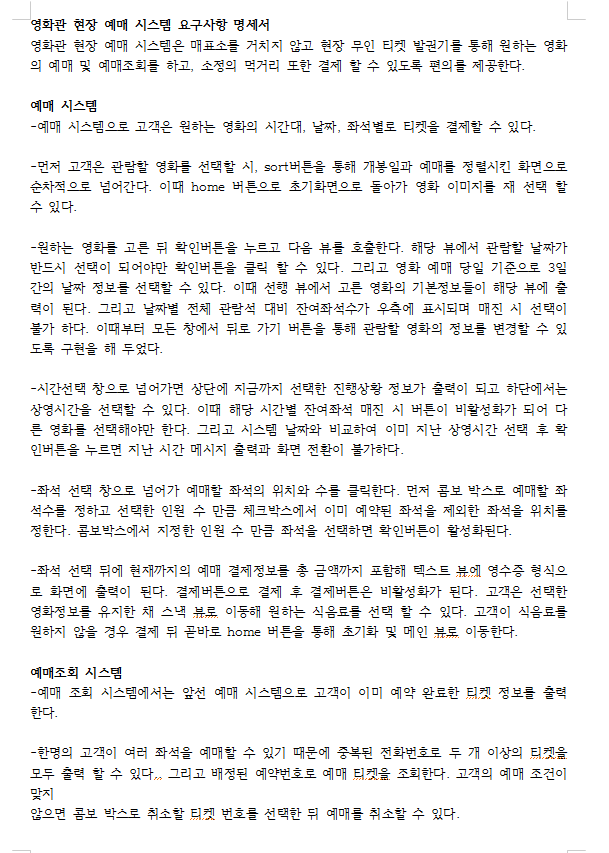 영화관 현장 예매 시스템 요구사항 명세서
영화관 현장 예매 시스템은 매표소를 거치지 않고 현장 무인 티켓 발권기를 통해 원하는 영화
의 예매 및 예매조회를 하고, 소정의 먹거리 또한 결제 할 수 있도록 편의를 제공한다.
예매 시스템
-예매 시스템으로 고객은 원하는 영화의 시간대, 날짜, 좌석별로 티켓을 결제할 수 있다.
-먼저 고객은 관람할 영화를 선택할 시, sort버튼을 통해 개봉일과 예매를 정렬시킨 화면으로
순차적으로 넘어간다. 이때 home 버튼으로 초기화면으로 돌아가 영화 이미지를 재 선택 할
수 있다.
-원하는 영화를 고른 뒤 확인버튼을 누르고 다음 뷰를 호출한다. 해당 뷰에서 관람할 날짜가
반드시 선택이 되어야만 확인버튼을 클릭 할 수 있다. 그리고 영화 예매 당일 기준으로 3일
간의 날짜 정보를 선택할 수 있다. 이때 선행 뷰에서 고른 영화의 기본정보들이 해당 뷰에 출
력이 된다. 그리고 날짜별 전체 관람석 대비 잔여좌석수가 우측에 표시되며 매진 시 선택이
불가 하다. 이때부터 모든 창에서 뒤로 가기 버튼을 통해 관람할 영화의 정보를 변경할 수 있
도록 구현을 해 두었다.
-시간선택 창으로 넘어가면 상단에 지금까지 선택한 진행상황 정보가 출력이 되고 하단에서는
상영시간을 선택할 수 있다. 이때 해당 시간별 잔여좌석 매진 시 버튼이 비활성화가 되어 다
른 영화를 선택해야만 한다. 그리고 시스템 날짜와 비교하여 이미 지난 상영시간 선택 후 확
인버튼을 누르면 지난 시간 메시지 출력과 화면 전환이 불가하다.
-좌석 선택 창으로 넘어가 예매할 좌석의 위치와 수를 클릭한다. 먼저 콤보 박스로 예매할 좌
석수를 정하고 선택한 인원 수 만큼 체크박스에서 이미 예약된 좌석을 제외한 좌석을 위치를
정한다. 콤보박스에서 지정한 인원 수 만큼 좌석을 선택하면 확인버튼이 활성화된다.
-좌석 선택 뒤에 현재까지의 예매 결제정보를 총 금액까지 포함해 텍스트 뷰에 영수증 형식으
로 화면에 출력이 된다. 결제버튼으로 결제 후 결제버튼은 비활성화가 된다. 고객은 선택한
영화정보를 유지한 채 스낵 뷰로 이동해 원하는 식음료를 선택 할 수 있다. 고객이 식음료를
원하지 않을 경우 결제 뒤 곧바로 home 버튼을 통해 초기화 및 메인 뷰로 이동한다.
예매조회 시스템
-예매 조회 시스템에서는 앞선 예매 시스템으로 고객이 이미 예약 완료한 티켓 정보를 출력
한다.
-한명의 고객이 여러 좌석을 예매할 수 있기 때문에 중복된 전화번호로 두 개 이상의 티켓을
모두 출력 할 수 있다.. 그리고 배정된 예약번호로 예매 티켓을 조회한다. 고객의 예매 조건이
맞지
않으면 콤보 박스로 취소할 티켓 번호를 선택한 뒤 예매를 취소할 수 있다.